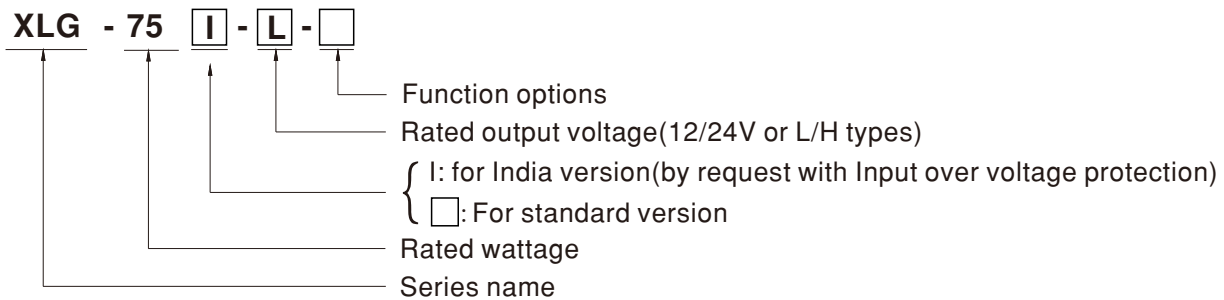 XLG - 75 I - L - □
Function options
Rated output voltage(12/24V or L/H types)
I: for India version(by request with Input over voltage protection)
□: For standard version
Rated wattage
Series name